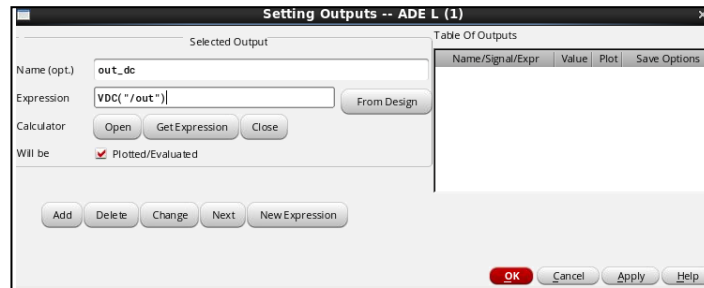 Setting Outputs -- ADE L (1)
Selected Output
Name (opt.) out_dc
Expression VDC("/out") From Design
Calculator Open Get Expression Close
Will be Plotted/Evaluated
Add Delete Change Next New Expression
Table Of Outputs
Name/Signal/Expr Value Plot Save Options
OK Cancel Apply Help